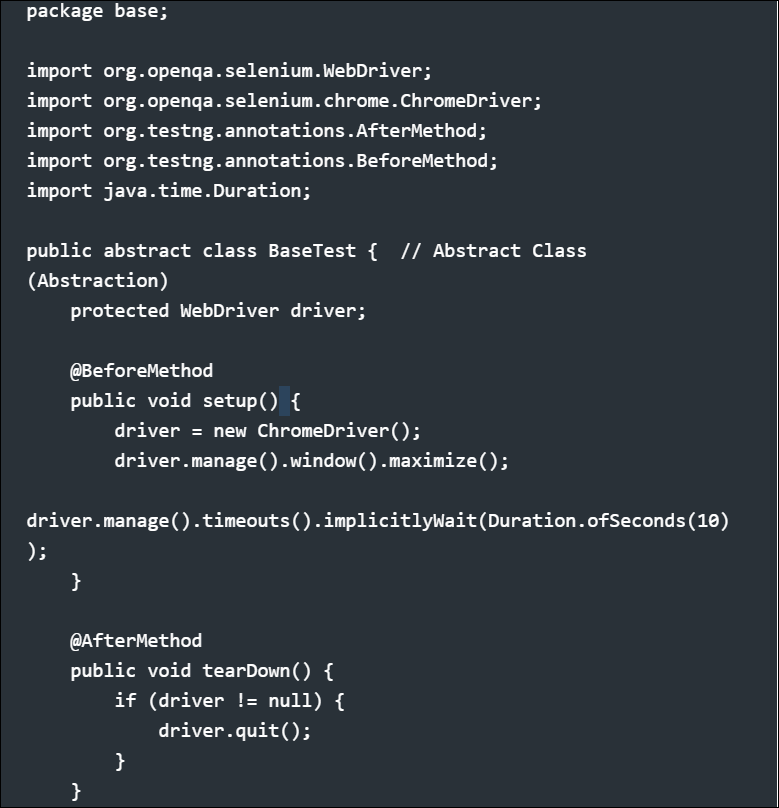 package base;
import org.openqa.selenium.WebDriver;
import org.openqa.selenium.chrome.ChromeDriver;
import org.testng.annotations.AfterMethod;
import org.testng.annotations.BeforeMethod;
import java.time.Duration;
public abstract class BaseTest {  // Abstract Class
(Abstraction)
    protected WebDriver driver;
    @BeforeMethod
    public void setup() {
        driver = new ChromeDriver();
        driver.manage().window().maximize();
driver.manage().timeouts().implicitlyWait(Duration.ofSeconds(10)
);
    }
    @AfterMethod
    public void tearDown() {
        if (driver != null) {
            driver.quit();
        }
    }